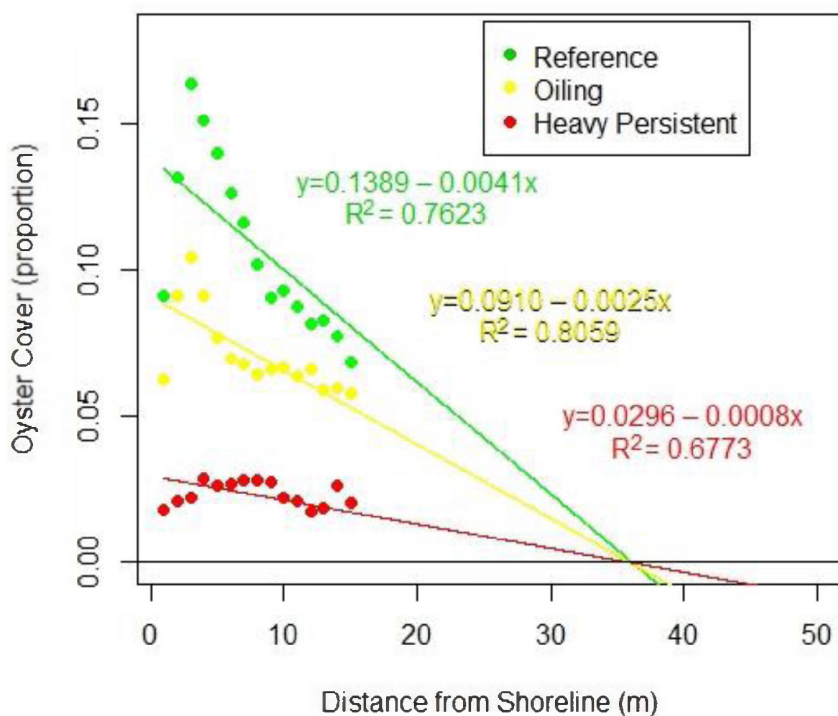 Reference
Oiling
Heavy Persistent
y=0.1389 – 0.0041x
R² = 0.7623
y=0.0910 – 0.0025x
R² = 0.8059
y=0.0296 – 0.0008x
R² = 0.6773
Oyster Cover (proportion)
0.15
0.10
0.05
0.00
0 10 20 30 40 50
Distance from Shoreline (m)